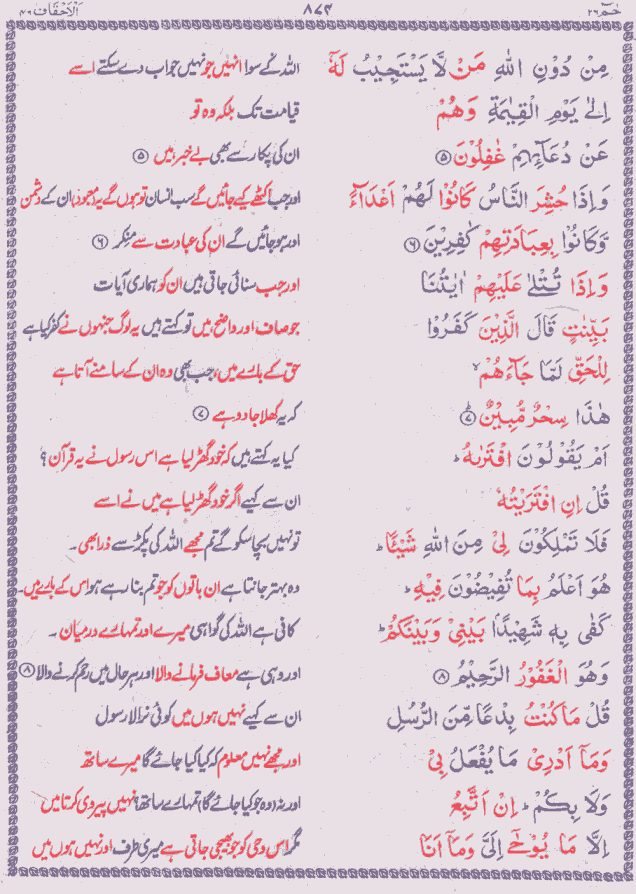 حٰمٓ ۲۶ ۸۷۴ اَلْاَحْقَاف ۴۶
مِنْ دُوْنِ اللّٰهِ مَنْ لَّا يَسْتَجِيْبُ لَهٗٓ اللہ کے سوا انہیں جو نہیں جواب دے سکتے اسے
اِلٰى يَوْمِ الْقِيٰمَةِ وَهُمْ قیامت تک بلکہ وہ تو
عَنْ دُعَآئِهِمْ غٰفِلُوْنَ ۵ ان کی پکار سے بھی بےخبر ہیں ۵
وَاِذَا حُشِرَ النَّاسُ كَانُوْا لَهُمْ اَعْدَآءً اور جب اکٹھے کیے جائیں گے سب انسان تو ہوں گے یہ (معبود) ان کے دشمن
وَّكَانُوْا بِعِبَادَتِهِمْ كٰفِرِيْنَ ۶ اور ہو جائیں گے ان کی عبادت سے منکر ۶
وَاِذَا تُتْلٰى عَلَيْهِمْ اٰيٰتُنَا اور جب سنائی جاتی ہیں ان کو ہماری آیات
بَيِّنٰتٍ قَالَ الَّذِيْنَ كَفَرُوْا جو صاف اور واضح ہیں تو کہتے ہیں یہ لوگ جنہوں نے کفر کیا ہے
لِلْحَقِّ لَمَّا جَآءَهُمْ ۙ حق کے بارے میں، جب بھی وہ ان کے سامنے آتا ہے
هٰذَا سِحْرٌ مُّبِيْنٌ ۷ کہ یہ کھلا جادو ہے ۷
اَمْ يَقُوْلُوْنَ افْتَرٰىهُ ؕ کیا یہ کہتے ہیں کہ خود گھڑ لیا ہے اس رسول نے یہ قرآن؟
قُلْ اِنِ افْتَرَيْتُهٗ ان سے کہیے اگر خود گھڑ لیا ہے میں نے اسے
فَلَا تَمْلِكُوْنَ لِيْ مِنَ اللّٰهِ شَيْئًا ؕ تو نہیں بچا سکو گے تم مجھے اللہ کی پکڑ سے ذرا بھی۔
هُوَ اَعْلَمُ بِمَا تُفِيْضُوْنَ فِيْهِ ؕ وہ بہتر جانتا ہے ان باتوں کو جو تم بنا رہے ہو اس کے بارے میں۔
كَفٰى بِهٖ شَهِيْدًۢا بَيْنِيْ وَبَيْنَكُمْ ؕ کافی ہے اللہ کی گواہی میرے اور تمہارے درمیان۔
وَهُوَ الْغَفُوْرُ الرَّحِيْمُ ۸ اور وہی ہے معاف فرمانے والا اور ہر حال میں رحم کرنے والا ۸
قُلْ مَا كُنْتُ بِدْعًا مِّنَ الرُّسُلِ ان سے کہیے نہیں ہوں میں کوئی نرالا رسول
وَمَآ اَدْرِيْ مَا يُفْعَلُ بِيْ اور مجھے نہیں معلوم کہ کیا کیا جائے گا میرے ساتھ
وَلَا بِكُمْ ؕ اِنْ اَتَّبِعُ اور نہ (وہ جو کیا جائے گا) تمہارے ساتھ؟ نہیں پیروی کرتا میں
اِلَّا مَا يُوْحٰٓى اِلَيَّ وَمَآ اَنَا مگر اس وحی کو جو بھیجی جاتی ہے میری طرف اور نہیں ہوں میں